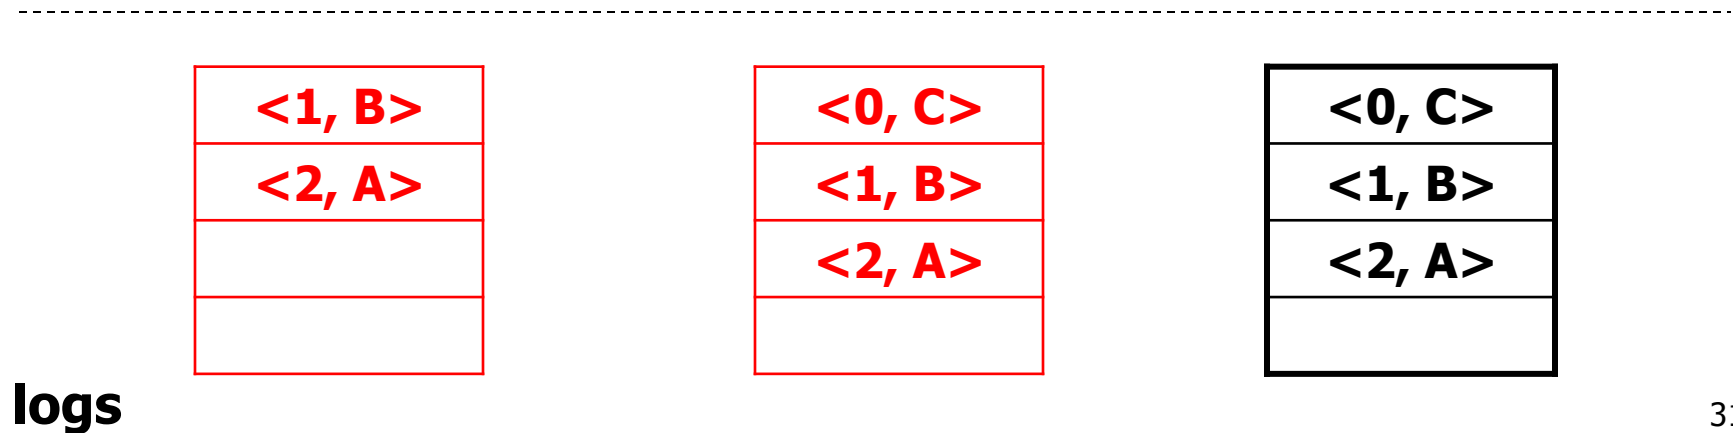 <1, B> <0, C> <0, C>
<2, A> <1, B> <1, B>
<2, A> <2, A>
logs